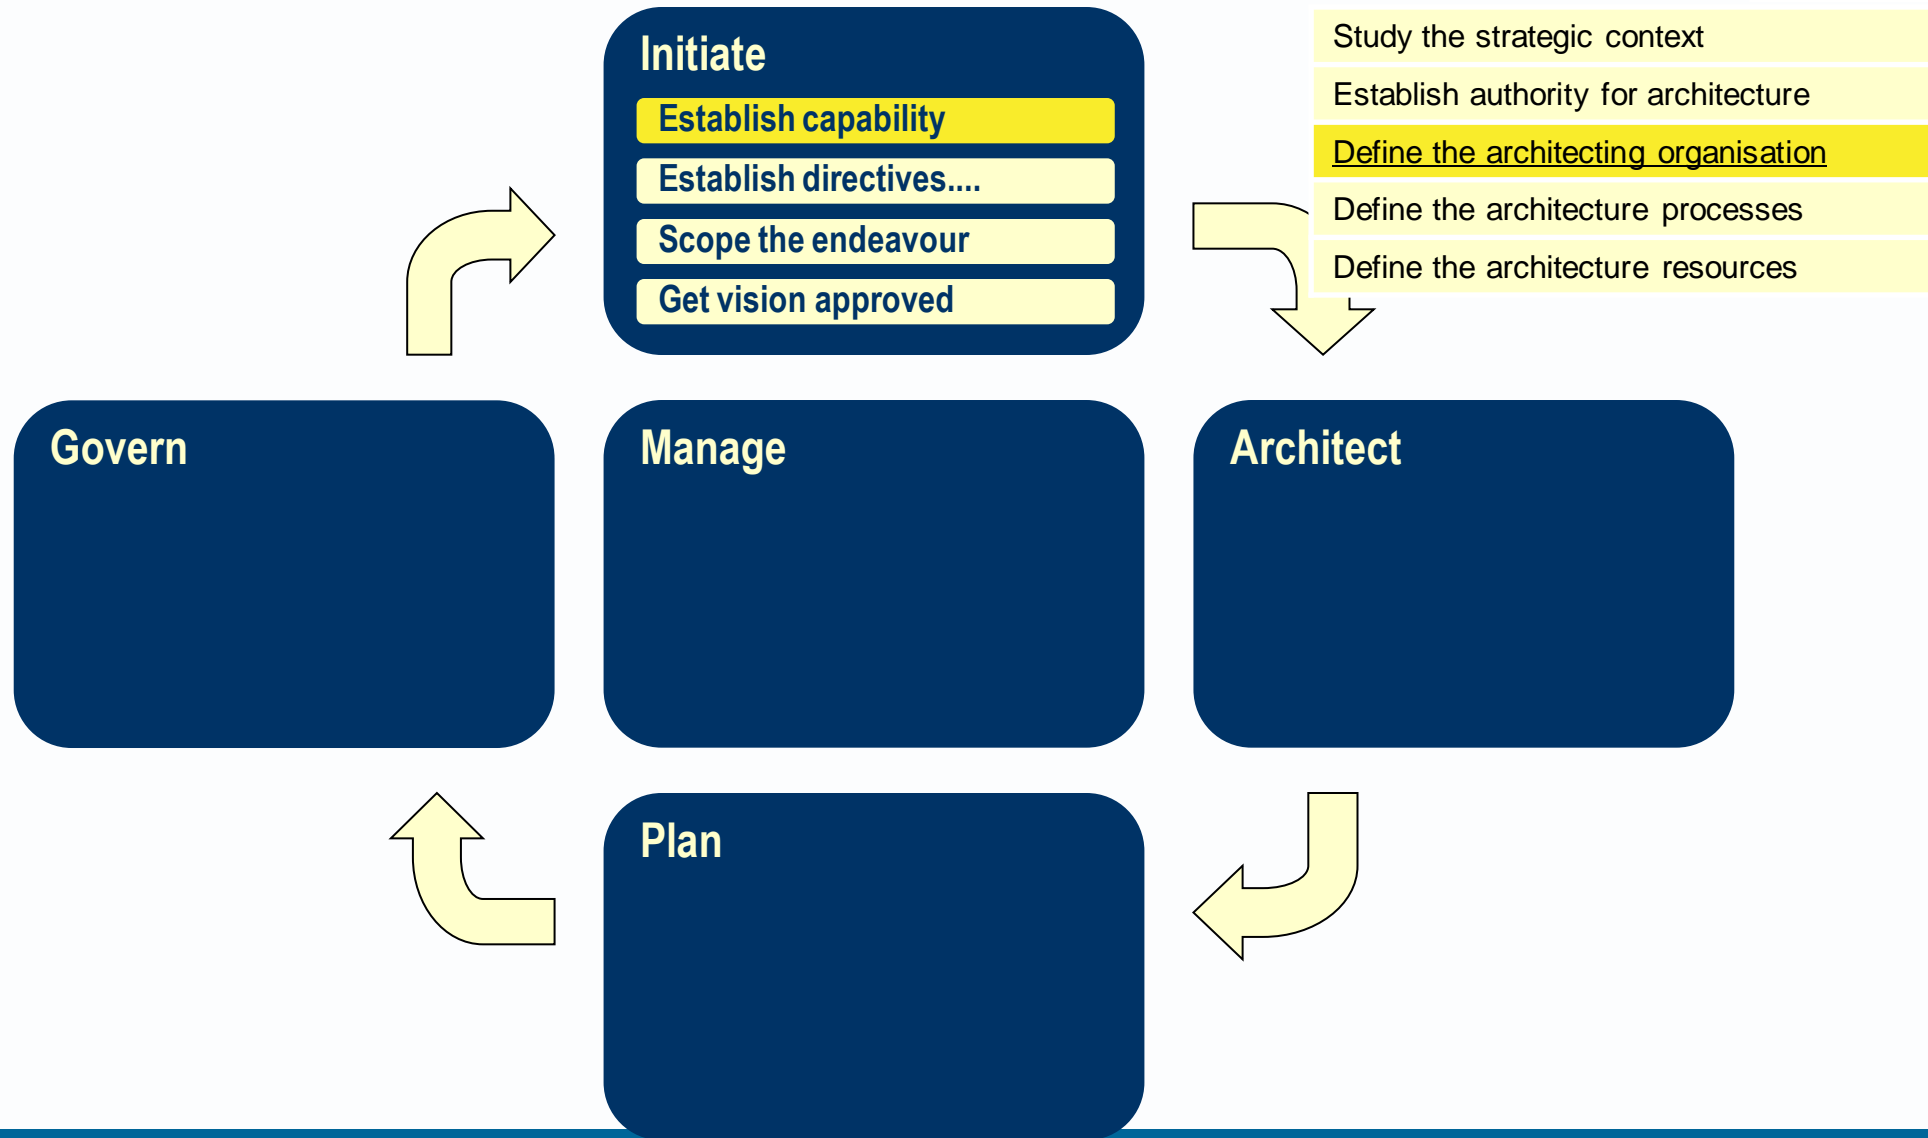 Initiate
Establish capability
Establish directives....
Scope the endeavour
Get vision approved
Study the strategic context
Establish authority for architecture
Define the architecting organisation
Define the architecture processes
Define the architecture resources
Govern
Manage
Architect
Plan